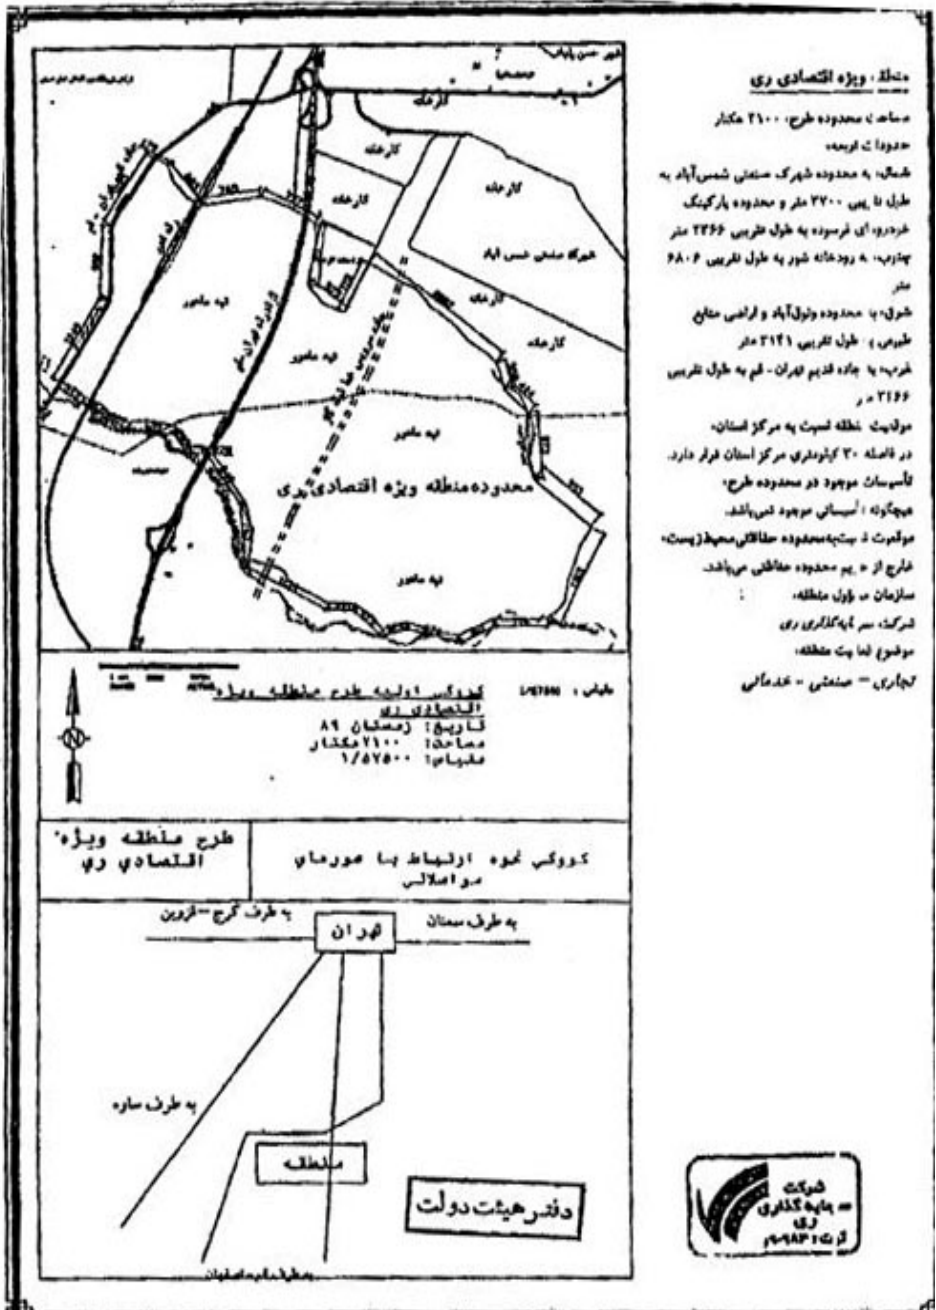 منطقه ویژه اقتصادی ری
مساحت محدوده طرح: ۲۱۰۰ هکتار
حدودات اربعه:
شمال: به محدوده شهرک صنعتی شمس‌آباد به
طول تقریبی ۲۷۰۰ متر و محدوده پارکینگ
خودروهای فرسوده به طول تقریبی ۲۳۶۶ متر
جنوب: به رودخانه شور به طول تقریبی ۶۸۰۶
متر
شرق: با محدوده وثوق‌آباد و اراضی منابع
طبیعی به طول تقریبی ۳۱۴۱ متر
غرب: به جاده قدیم تهران - قم به طول تقریبی
۳۱۶۶ متر
موقعیت منطقه نسبت به مرکز استان:
در فاصله ۳۰ کیلومتری مرکز استان قرار دارد.
تأسیسات موجود در محدوده طرح:
هیچگونه تأسیساتی موجود نمی‌باشد.
موقعیت نسبت به محدوده حفاظتی محیط زیست:
خارج از حریم محدوده حفاظتی می‌باشد.
سازمان مسؤول منطقه:
شرکت سرمایه‌گذاری ری
موضوع فعالیت منطقه:
تجاری - صنعتی - خدماتی
کارخانه
کارخانه
کارخانه
کارخانه
شهرک صنعتی شمس آباد
کارخانه
کارخانه
تپه ماهور
تپه ماهور
تپه ماهور
محدوده منطقه ویژه اقتصادی ری
تپه ماهور
N
کروکی اولیه طرح منطقه ویژه
اقتصادی ری
تاریخ: زمستان ۸۹
مساحت: ۲۱۰۰ هکتار
مقیاس: ۱/۵۷۵۰۰
طرح منطقه ویژه
اقتصادی ری
کروکی نحوه ارتباط با محورهای
مواصلاتی
به طرف کرج - قزوین
تهران
به طرف سمنان
به طرف ساوه
منطقه
دفتر هیئت دولت
شرکت
سرمایه گذاری
ری